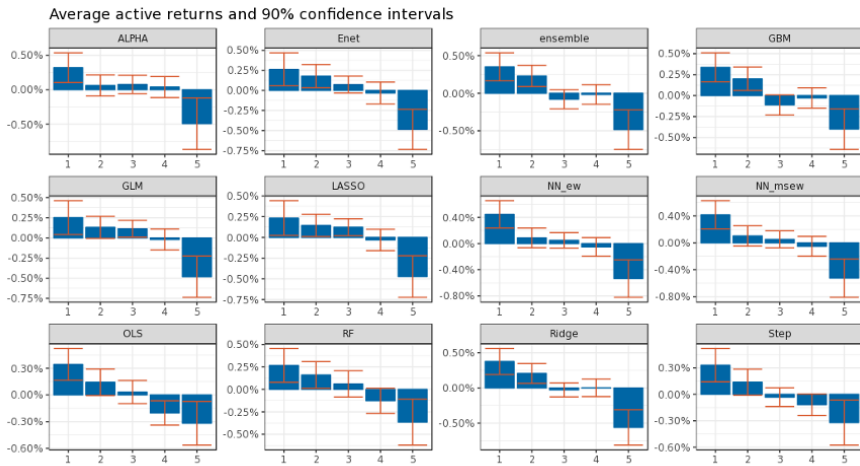 Average active returns and 90% confidence intervals
ALPHA Enet ensemble GBM
0.50% 0.50% 0.50% 0.50%
0.25% 0.25%
0.00% 0.00% 0.00% 0.00%
-0.25% -0.25%
-0.50% -0.50% -0.50% -0.50%
-0.75%
1 2 3 4 5 1 2 3 4 5 1 2 3 4 5 1 2 3 4 5
GLM LASSO NN_ew NN_msew
0.50% 0.50%
0.25% 0.25% 0.40% 0.40%
0.00% 0.00% 0.00% 0.00%
-0.25% -0.25%
-0.50% -0.50% -0.40% -0.40%
-0.75% -0.75% -0.80% -0.80%
1 2 3 4 5 1 2 3 4 5 1 2 3 4 5 1 2 3 4 5
OLS RF Ridge Step
0.50% 0.50%
0.30% 0.25% 0.30%
0.00% 0.00% 0.00% 0.00%
-0.30% -0.25% -0.30%
-0.60% -0.50% -0.50% -0.60%
1 2 3 4 5 1 2 3 4 5 1 2 3 4 5 1 2 3 4 5